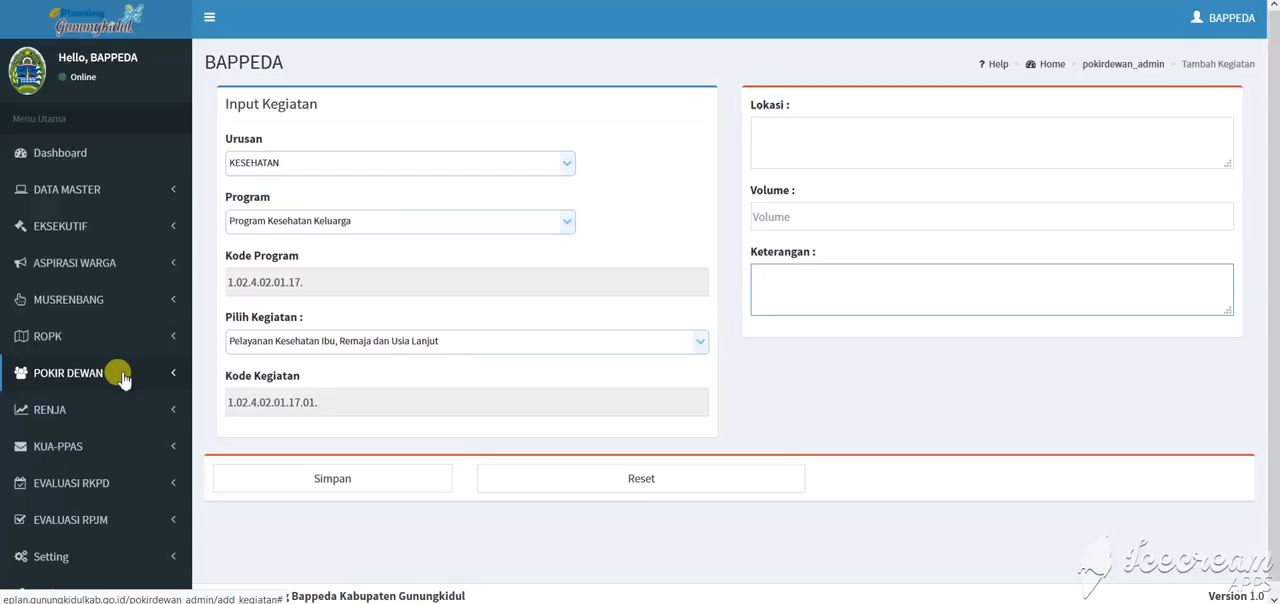 ePlanning
Gunungkidul
BAPPEDA
Hello, BAPPEDA
Online
Menu Utama
Dashboard
DATA MASTER
EKSEKUTIF
ASPIRASI WARGA
MUSRENBANG
ROPK
POKIR DEWAN
RENJA
KUA-PPAS
EVALUASI RKPD
EVALUASI RPJM
Setting
BAPPEDA
? Help
Home
pokirdewan_admin
Tambah Kegiatan
Input Kegiatan
Urusan
KESEHATAN
Program
Program Kesehatan Keluarga
Kode Program
1.02.4.02.01.17.
Pilih Kegiatan :
Pelayanan Kesehatan Ibu, Remaja dan Usia Lanjut
Kode Kegiatan
1.02.4.02.01.17.01.
Lokasi :
Volume :
Volume
Keterangan :
Simpan
Reset
eplan.gunungkidulkab.go.id/pokirdewan_admin/add_kegiatan#
Bappeda Kabupaten Gunungkidul
Version 1.0
Icecream
APPS